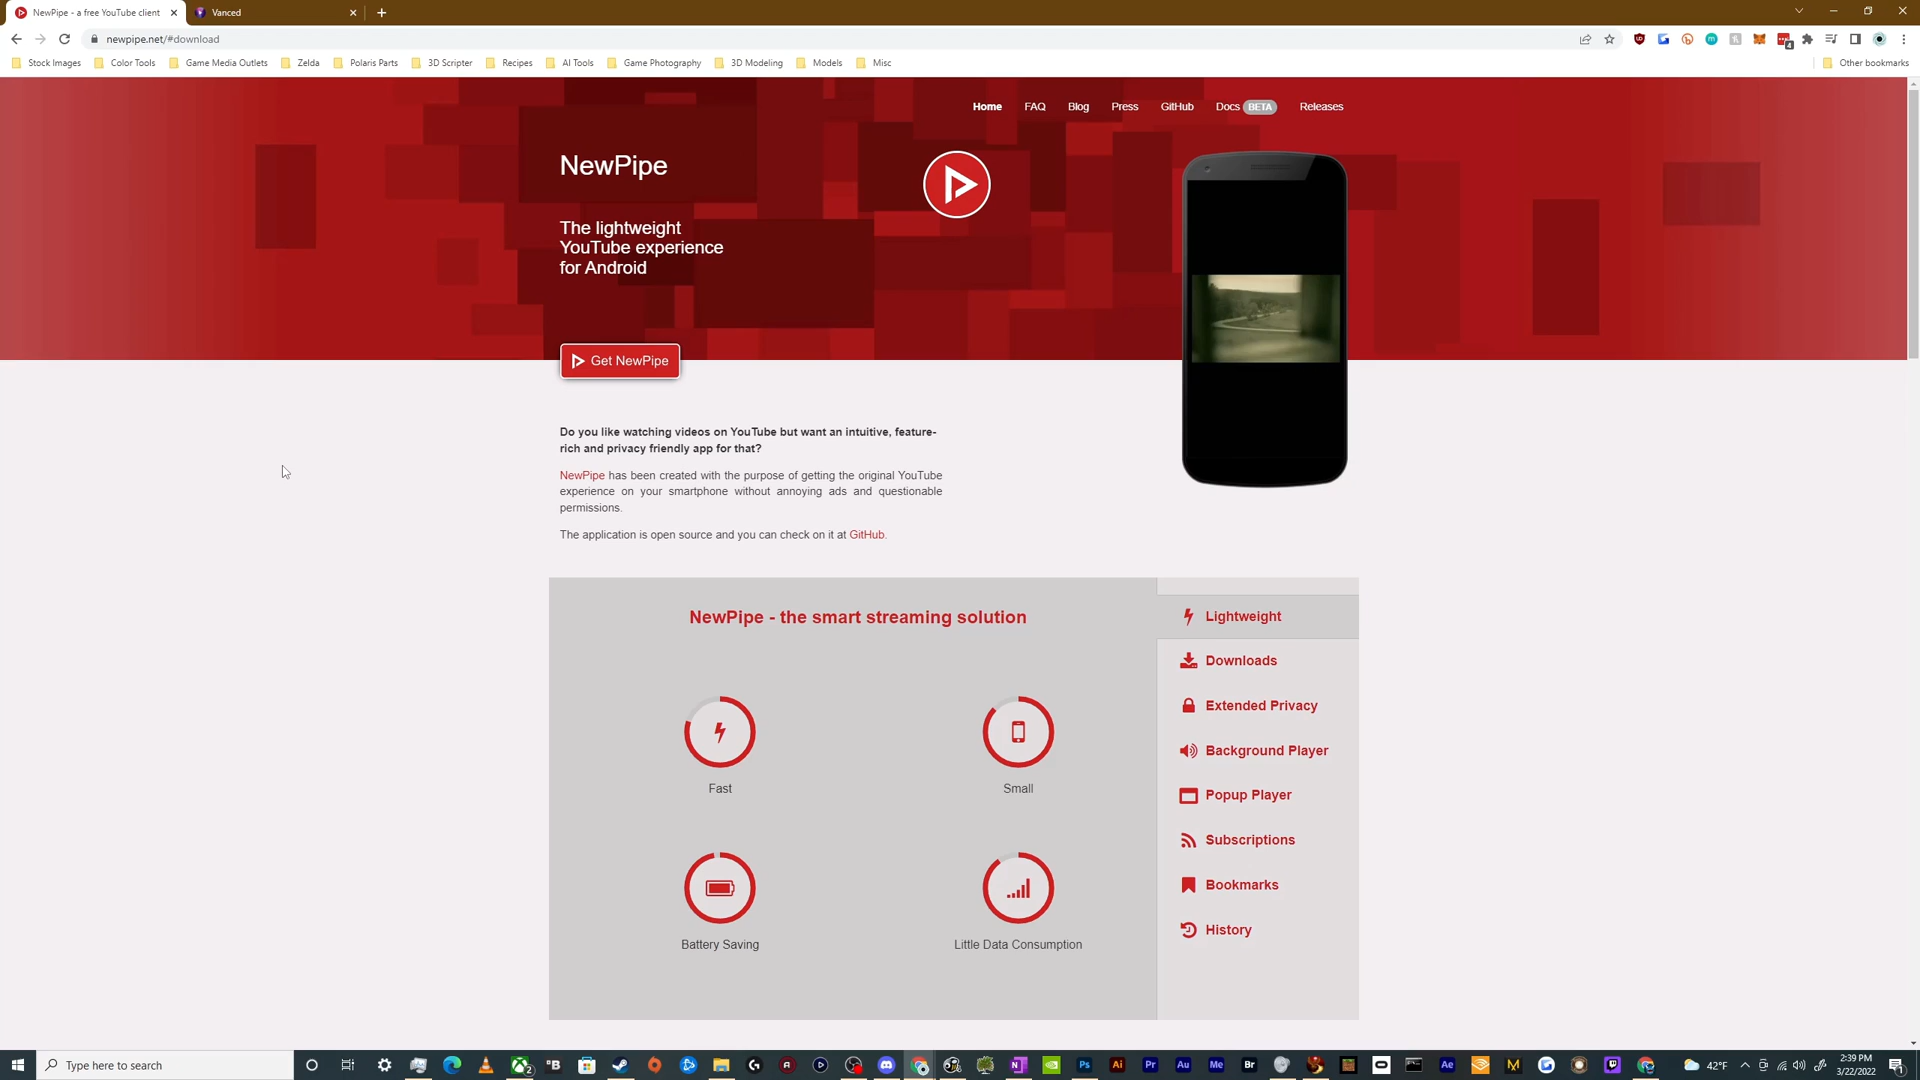 NewPipe - a free YouTube client
Vanced
newpipe.net/#download
Stock Images
Color Tools
Game Media Outlets
Zelda
Polaris Parts
3D Scripter
Recipes
AI Tools
Game Photography
3D Modeling
Models
Misc
Other bookmarks
Home
FAQ
Blog
Press
GitHub
Docs BETA
Releases
NewPipe
The lightweight
YouTube experience
for Android
Get NewPipe
Do you like watching videos on YouTube but want an intuitive, feature-
rich and privacy friendly app for that?
NewPipe has been created with the purpose of getting the original YouTube
experience on your smartphone without annoying ads and questionable
permissions.
The application is open source and you can check on it at GitHub.
NewPipe - the smart streaming solution
Fast
Small
Battery Saving
Little Data Consumption
Lightweight
Downloads
Extended Privacy
Background Player
Popup Player
Subscriptions
Bookmarks
History
Type here to search
42°F
2:39 PM
3/22/2022